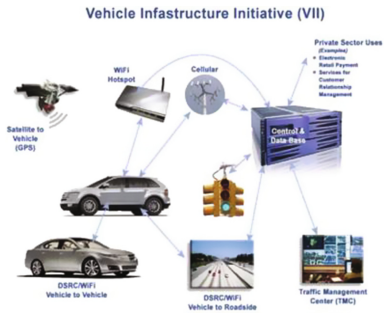 Vehicle Infastructure Initiative (VII)
Private Sector Uses
(Examples)
• Electronic
Retail Payment
• Services for
Customer
Relationship
Management
WiFi
Hotspot
Cellular
Satellite to
Vehicle
(GPS)
Control &
Data Bass
DSRC/WiFi
Vehicle to Vehicle
DSRC/WiFi
Vehicle to Roadside
Traffic Management
Center (TMC)